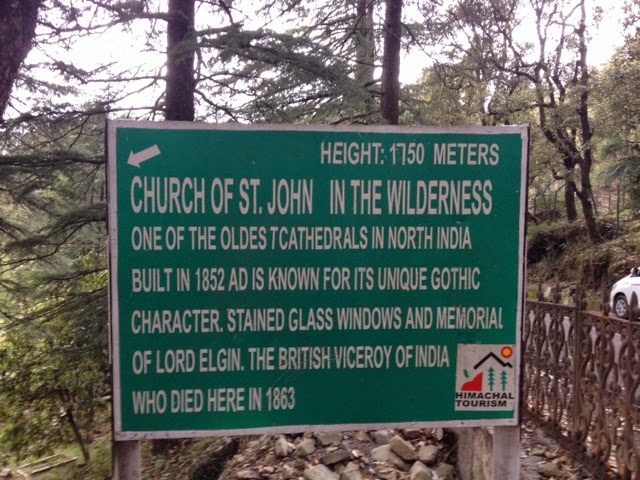 HEIGHT: 1750 METERS
CHURCH OF ST. JOHN IN THE WILDERNESS
ONE OF THE OLDEST CATHEDRALS IN NORTH INDIA
BUILT IN 1852 AD IS KNOWN FOR ITS UNIQUE GOTHIC
CHARACTER. STAINED GLASS WINDOWS AND MEMORIAL
OF LORD ELGIN. THE BRITISH VICEROY OF INDIA
WHO DIED HERE IN 1863
HIMACHAL
TOURISM